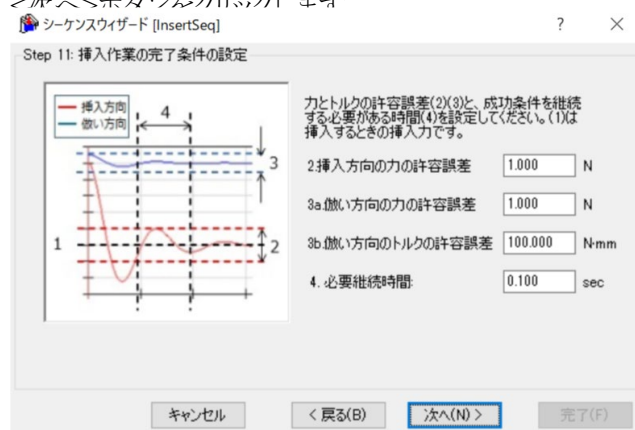 シーケンスウィザード [InsertSeq]
Step 11: 挿入作業の完了条件の設定
挿入方向
倣い方向
4
3
1
2
力とトルクの許容誤差(2)(3)と、成功条件を継続
する必要がある時間(4)を設定してください。(1)は
挿入するときの挿入力です。
2.挿入方向の力の許容誤差 1.000 N
3a.倣い方向の力の許容誤差 1.000 N
3b.倣い方向のトルクの許容誤差 100.000 N·mm
4. 必要継続時間: 0.100 sec
キャンセル
< 戻る(B)
次へ(N) >
完了(F)